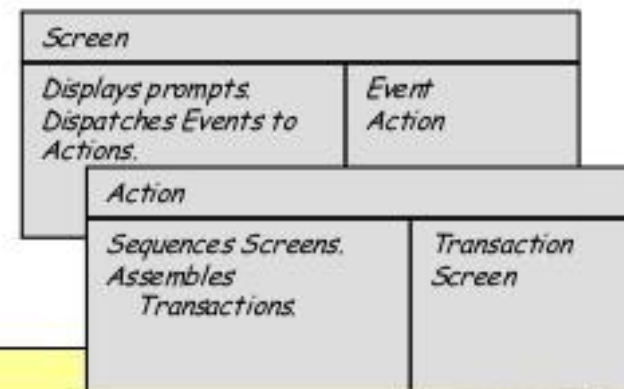 Screen
Displays prompts.
Dispatches Events to
Actions.
Event
Action
Action
Sequences Screens.
Assembles
Transactions.
Transaction
Screen